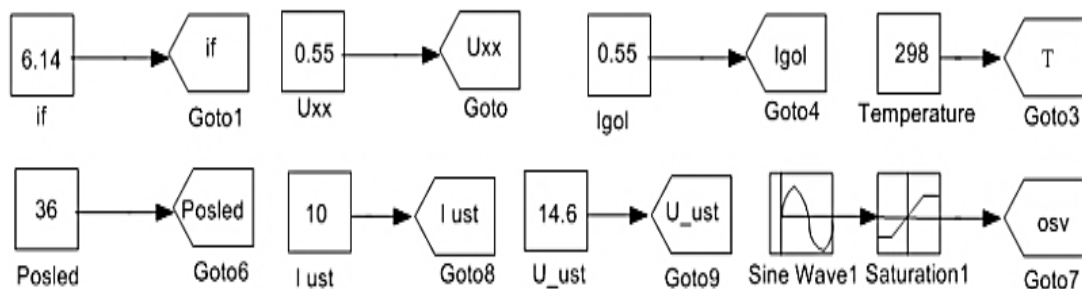 6.14
if
if
Goto1
0.55
Uxx
Uxx
Goto
0.55
Igol
Igol
Goto4
298
Temperature
T
Goto3
36
Posled
Posled
Goto6
10
I ust
I ust
Goto8
14.6
U_ust
U_ust
Goto9
Sine Wave1
Saturation1
osv
Goto7